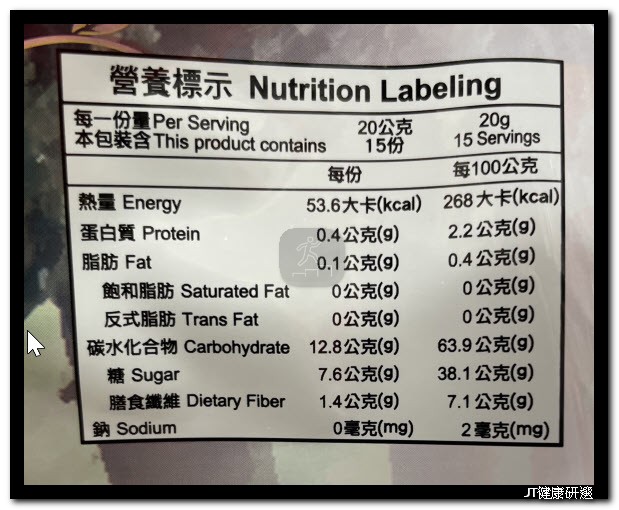 營養標示 Nutrition Labeling
每一份量 Per Serving 20公克 20g
本包裝含 This product contains 15份 15 Servings
每份 每100公克
熱量 Energy 53.6大卡(kcal) 268大卡(kcal)
蛋白質 Protein 0.4公克(g) 2.2公克(g)
脂肪 Fat 0.1公克(g) 0.4公克(g)
飽和脂肪 Saturated Fat 0公克(g) 0公克(g)
反式脂肪 Trans Fat 0公克(g) 0公克(g)
碳水化合物 Carbohydrate 12.8公克(g) 63.9公克(g)
糖 Sugar 7.6公克(g) 38.1公克(g)
膳食纖維 Dietary Fiber 1.4公克(g) 7.1公克(g)
鈉 Sodium 0毫克(mg) 2毫克(mg)
JT健康研選